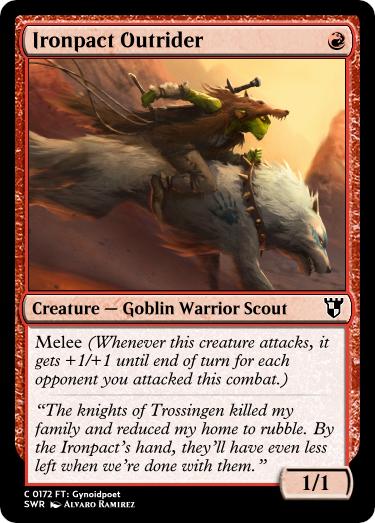 Ironpact Outrider
Creature — Goblin Warrior Scout
Melee (Whenever this creature attacks, it
gets +1/+1 until end of turn for each
opponent you attacked this combat.)
“The knights of Trossingen killed my
family and reduced my home to rubble. By
the Ironpact’s hand, they’ll have even less
left when we’re done with them.”
1/1
C 0172 FT: Gynoidpoet
SWR Alvaro Ramirez